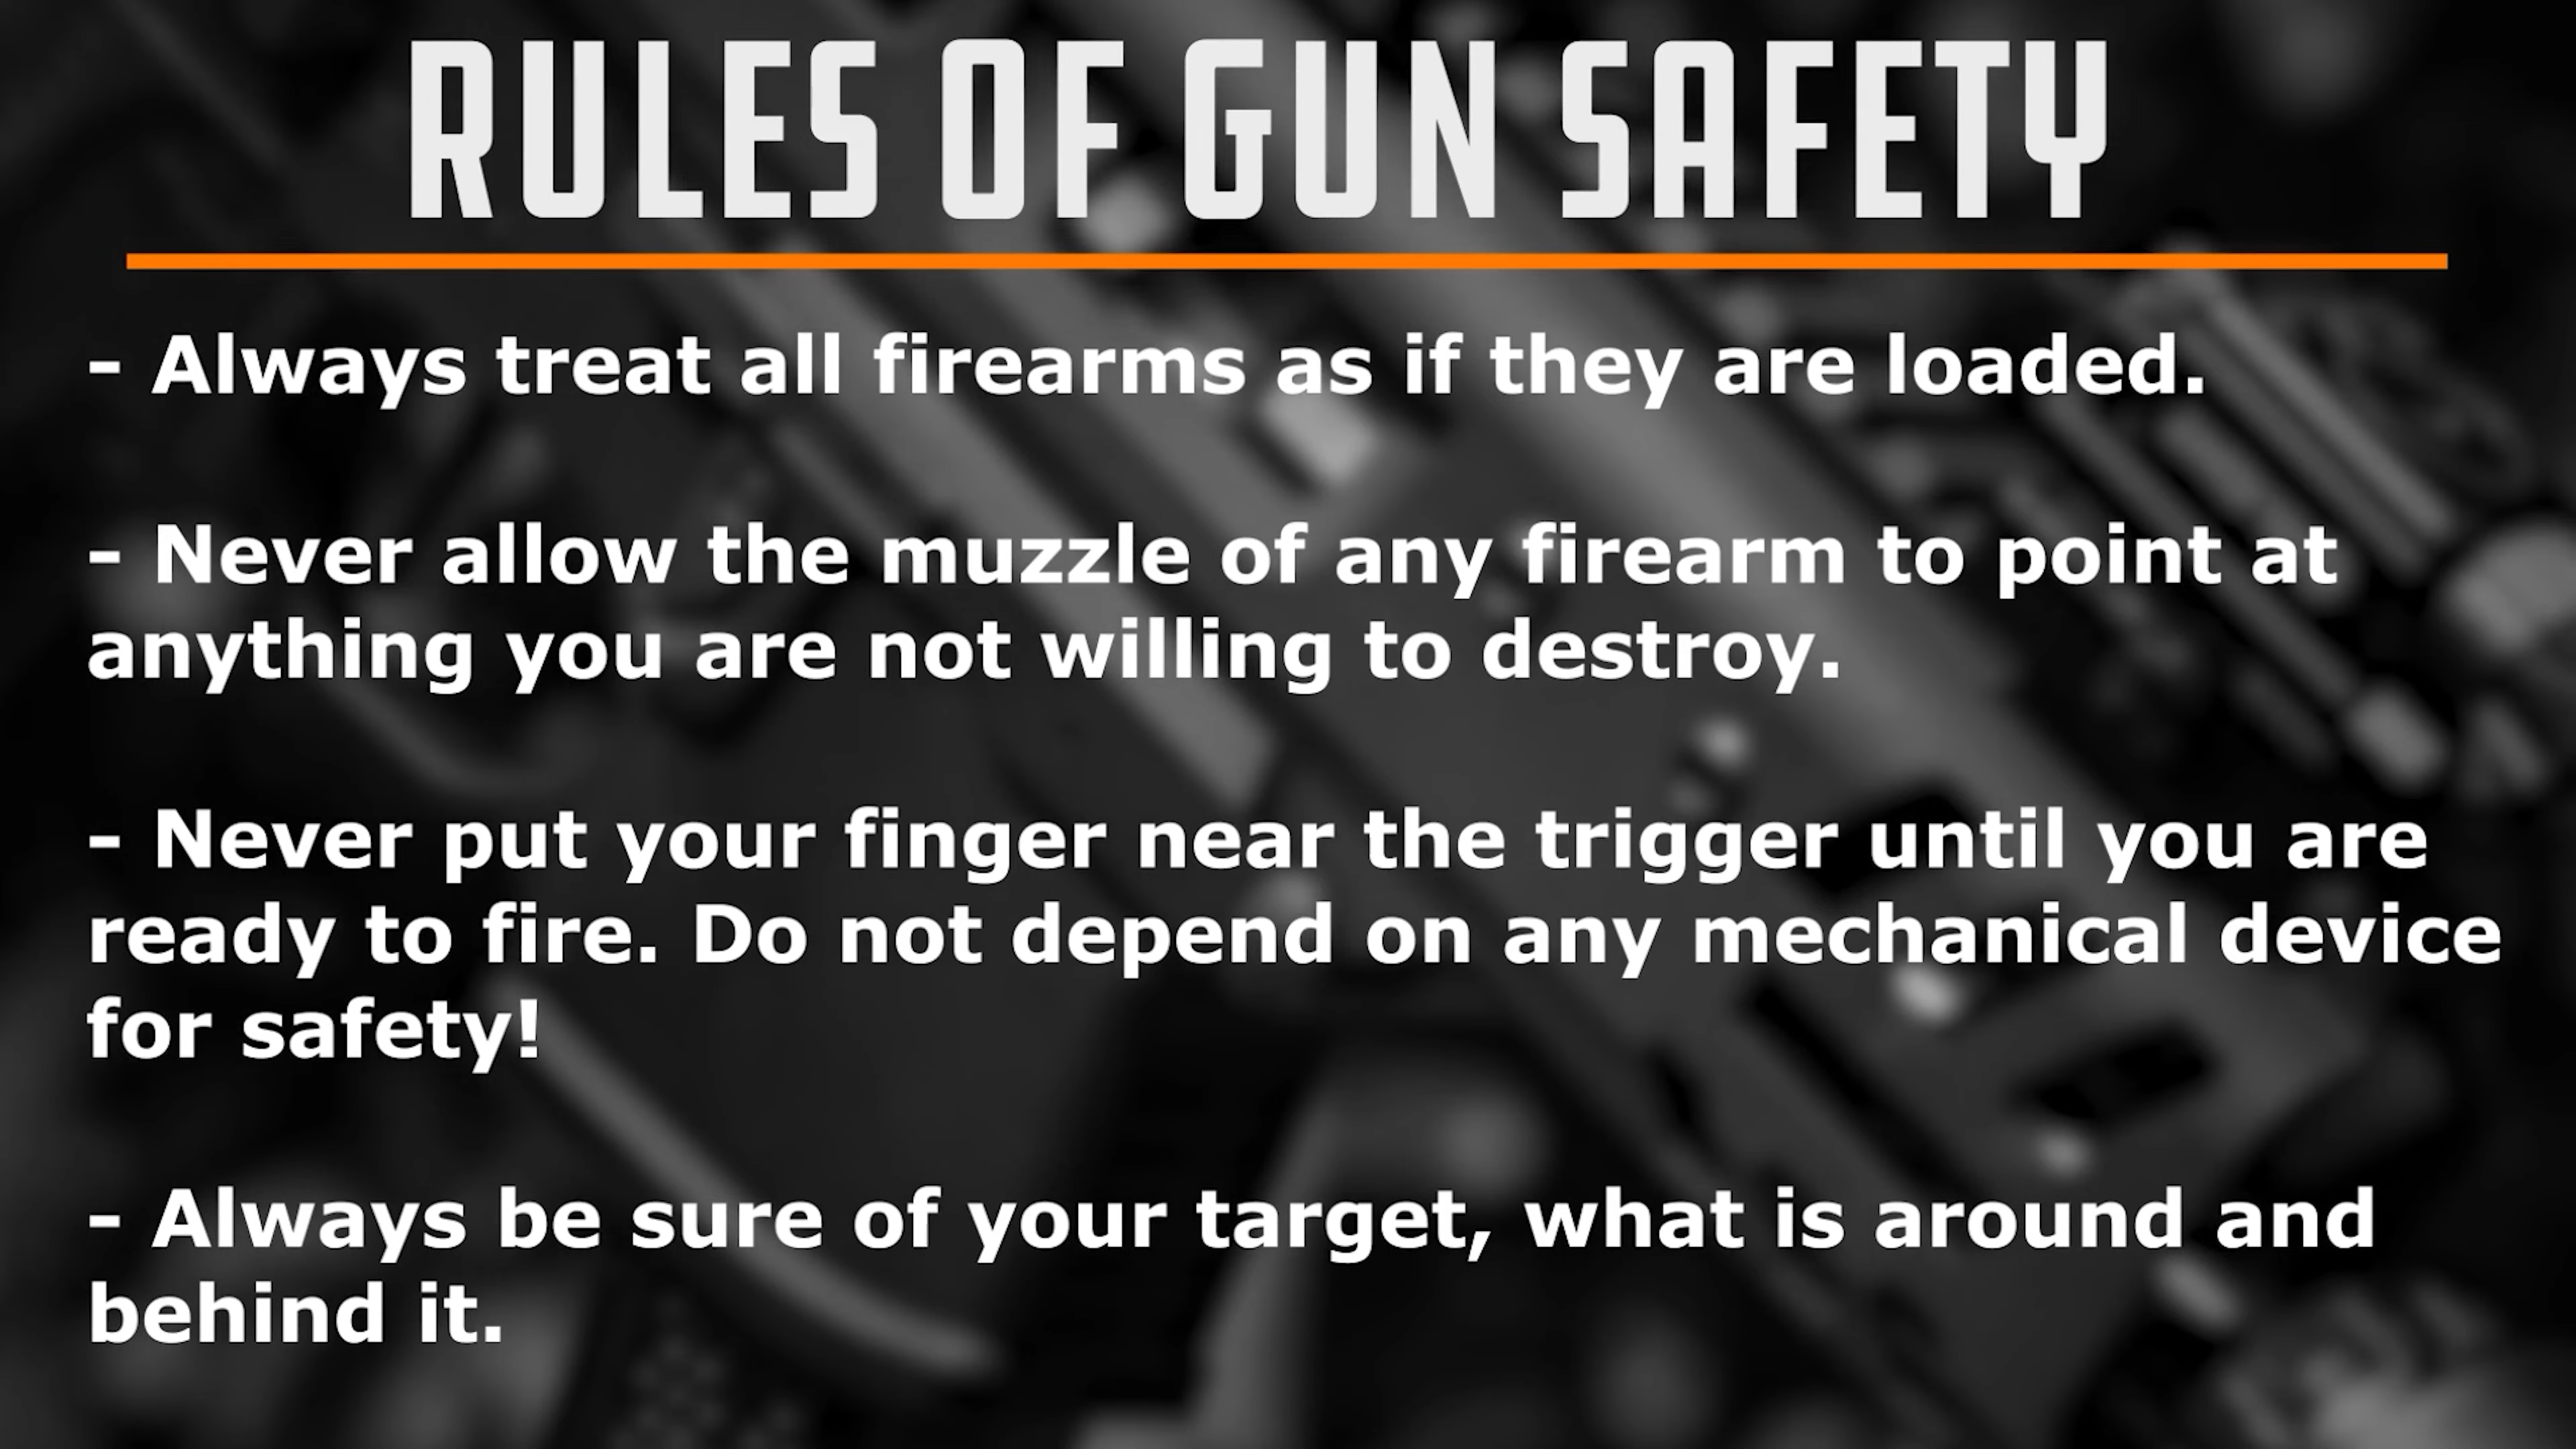 RULES OF GUN SAFETY
- Always treat all firearms as if they are loaded.
- Never allow the muzzle of any firearm to point at
anything you are not willing to destroy.
- Never put your finger near the trigger until you are
ready to fire. Do not depend on any mechanical device
for safety!
- Always be sure of your target, what is around and
behind it.